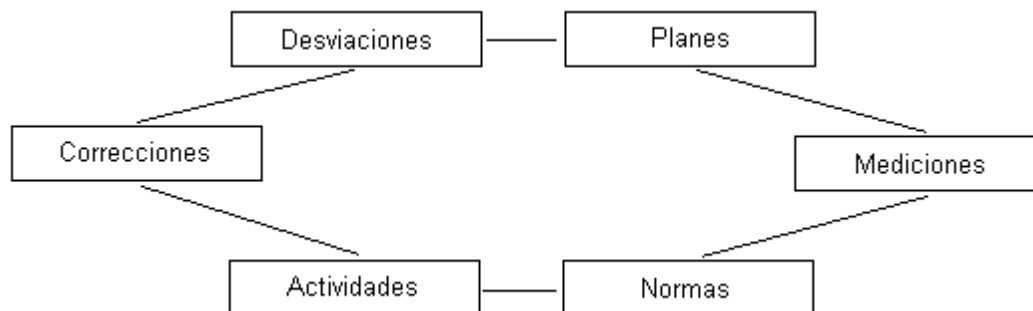 Desviaciones
Planes
Correcciones
Mediciones
Actividades
Normas